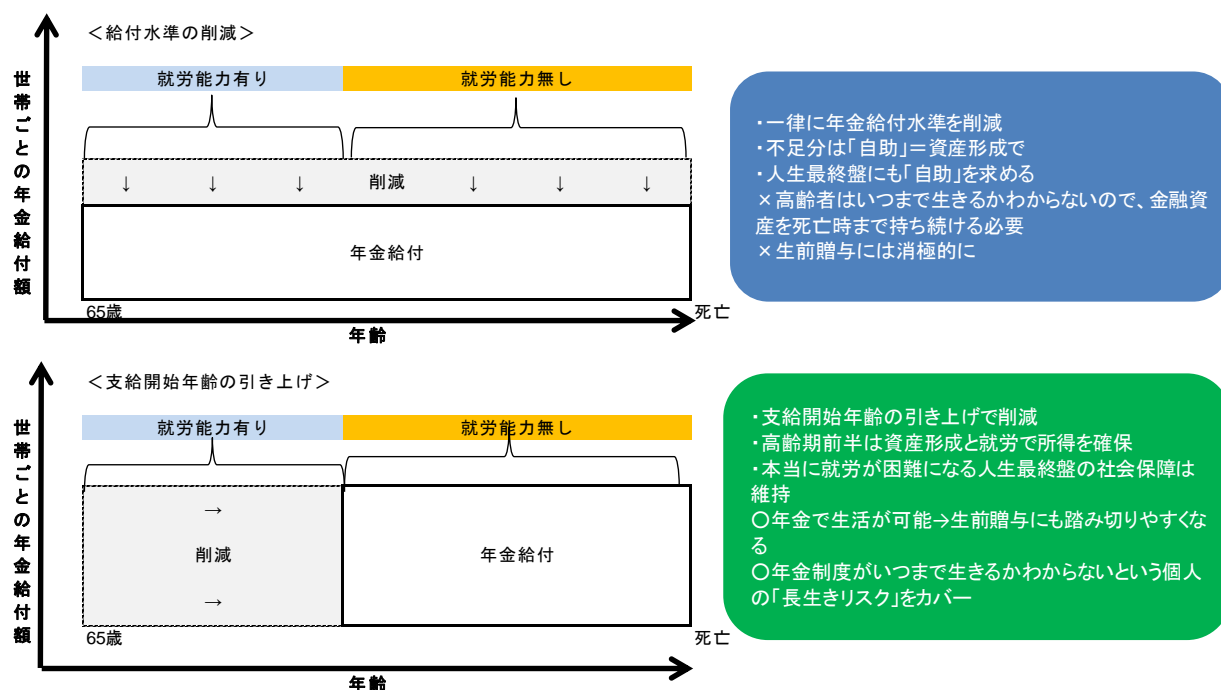 ＜給付水準の削減＞
世帯ごとの年金給付額
就労能力有り
就労能力無し
↓ ↓ ↓ 削減 ↓ ↓ ↓
年金給付
65歳
死亡
年齢
・一律に年金給付水準を削減
・不足分は「自助」＝資産形成で
・人生最終盤にも「自助」を求める
×高齢者はいつまで生きるかわからないので、金融資
産を死亡時まで持ち続ける必要
×生前贈与には消極的に
＜支給開始年齢の引き上げ＞
世帯ごとの年金給付額
就労能力有り
就労能力無し
→
削減
→
年金給付
65歳
死亡
年齢
・支給開始年齢の引き上げで削減
・高齢期前半は資産形成と就労で所得を確保
・本当に就労が困難になる人生最終盤の社会保障は
維持
○年金で生活が可能→生前贈与にも踏み切りやすくな
る
○年金制度がいつまで生きるかわからないという個人
の「長生きリスク」をカバー